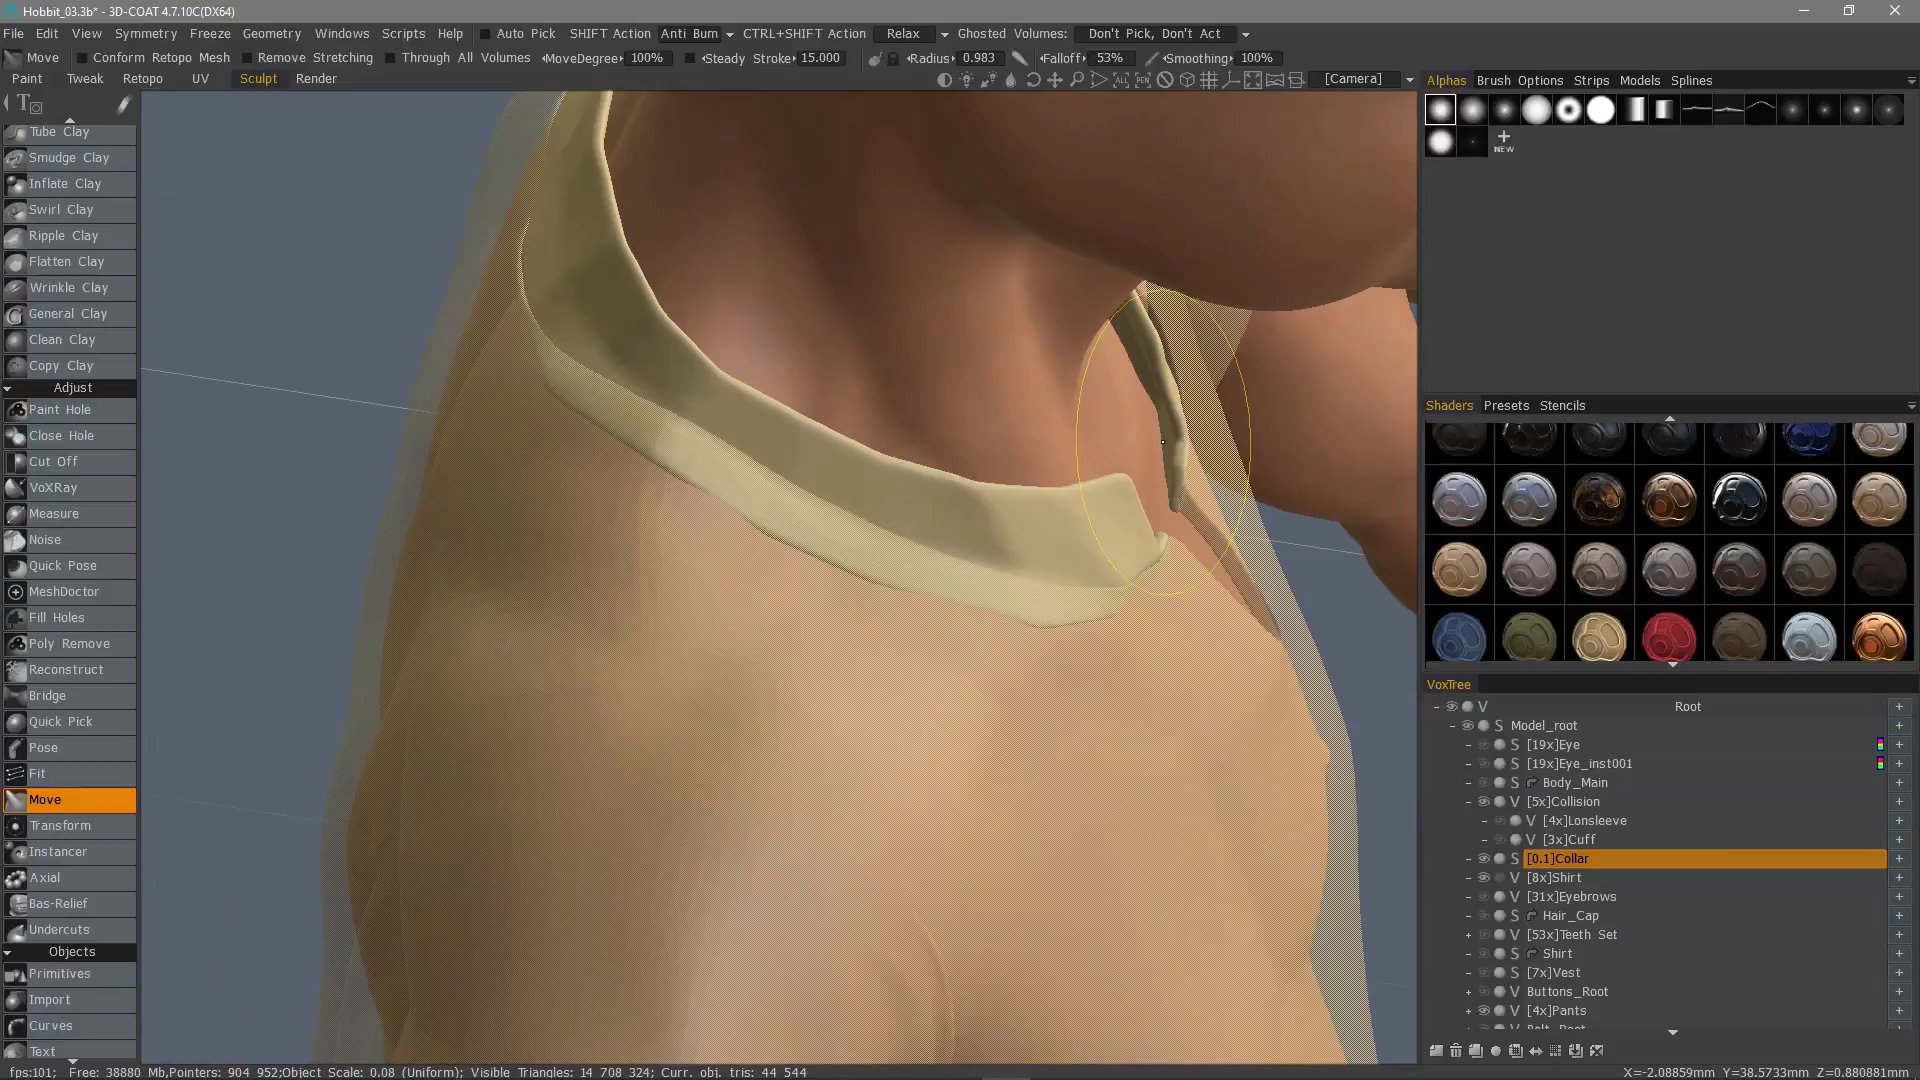 Hobbit_03.3b* - 3D-COAT 4.7.10C(DX64)
File Edit View Symmetry Freeze Geometry Windows Scripts Help Auto Pick SHIFT Action Anti Bum CTRL+SHIFT Action Relax Ghosted Volumes: Don't Pick, Don't Act
Move Conform Retopo Mesh Remove Stretching Through All Volumes MoveDegree 100% Steady Stroke 15.000 Radius 0.983 Falloff 53% Smoothing 100%
Paint Tweak Retopo UV Sculpt Render [Camera]
Alphas Brush Options Strips Models Splines
NEW
Tube Clay
Smudge Clay
Inflate Clay
Swirl Clay
Ripple Clay
Flatten Clay
Wrinkle Clay
General Clay
Clean Clay
Copy Clay
Adjust
Paint Hole
Close Hole
Cut Off
VoXRay
Measure
Noise
Quick Pose
MeshDoctor
Fill Holes
Poly Remove
Reconstruct
Bridge
Quick Pick
Pose
Fit
Move
Transform
Instancer
Axial
Bas-Relief
Undercuts
Objects
Primitives
Import
Curves
Text
Shaders Presets Stencils
VoxTree
V Root
S Model_root
S [19x]Eye
S [19x]Eye_inst001
S Body_Main
V [5x]Collision
V [4x]Lonsleeve
V [3x]Cuff
S [0.1]Collar
V [8x]Shirt
V [31x]Eyebrows
S Hair_Cap
V [53x]Teeth Set
S Shirt
S [7x]Vest
V Buttons_Root
V [4x]Pants
fps:101; Free: 38880 Mb,Pointers: 904 952;Object Scale: 0.08 (Uniform); Visible Triangles: 14 708 324; Curr. obj. tris: 44 544
X=-2.08859mm Y=38.5733mm Z=0.880881mm